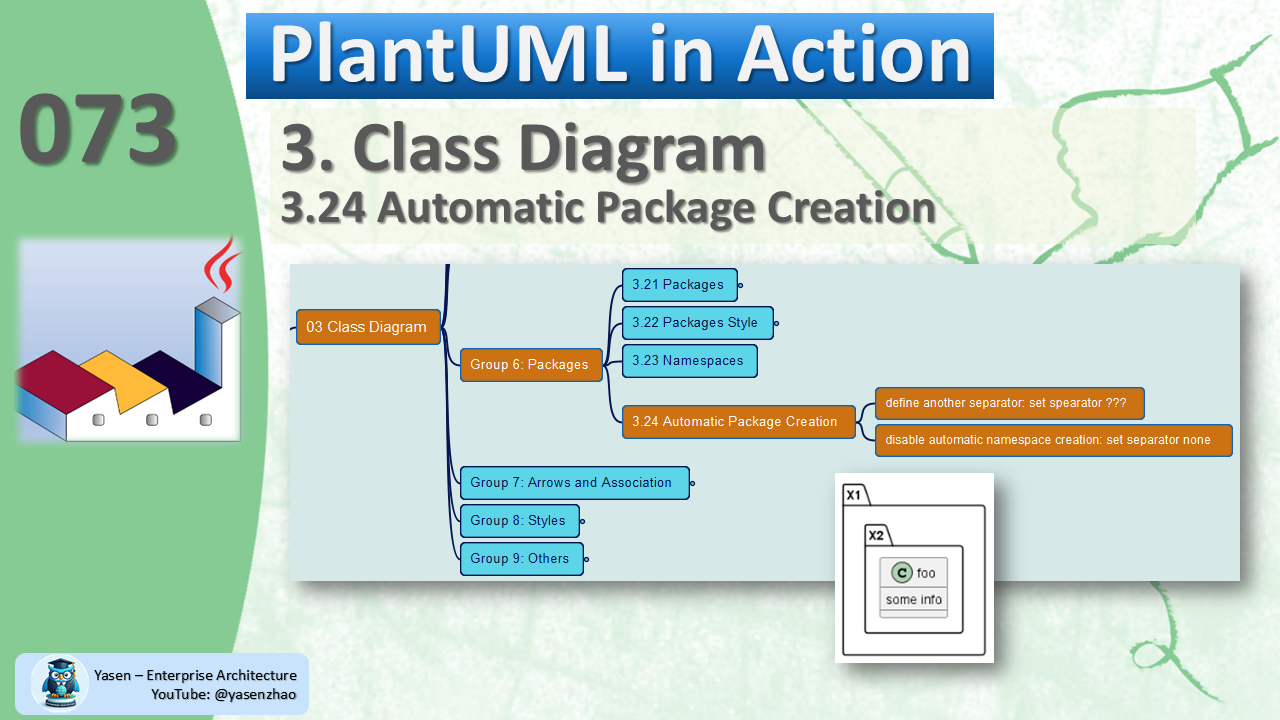 PlantUML in Action
073
3. Class Diagram
3.24 Automatic Package Creation
03 Class Diagram
Group 6: Packages
3.21 Packages
3.22 Packages Style
3.23 Namespaces
3.24 Automatic Package Creation
define another separator: set spearator ???
disable automatic namespace creation: set separator none
Group 7: Arrows and Association
Group 8: Styles
Group 9: Others
X1
X2
C foo
some info
Yasen – Enterprise Architecture
YouTube: @yasenzhao